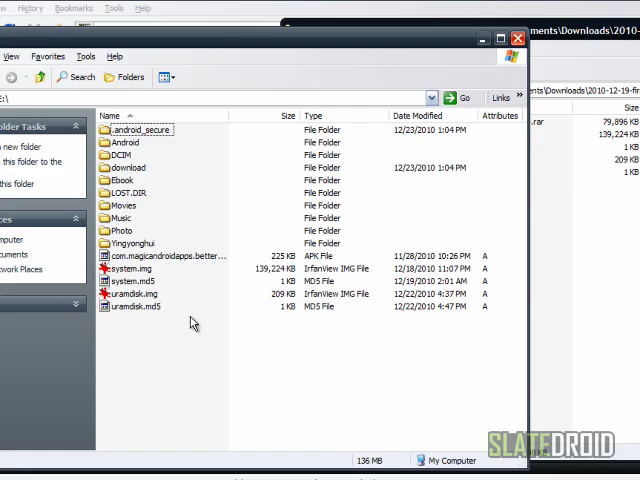 w History Bookmarks Tools Help
ments\Downloads\2010-
View Favorites Tools Help
Search Folders
E:\ Go Links »
ments\Downloads\2010-12-19-fir
older Tasks
new folder
this folder to the
this folder
ces
mputer
cuments
twork Places
Name Size Type Date Modified Attributes
.android_secure File Folder 12/23/2010 1:04 PM
Android File Folder
DCIM File Folder
download File Folder 12/23/2010 1:04 PM
Ebook File Folder
LOST.DIR File Folder
Movies File Folder
Music File Folder
Photo File Folder
Yingyonghui File Folder
com.magicandroidapps.better... 225 KB APK File 11/28/2010 10:26 PM A
system.img 139,224 KB IrfanView IMG File 12/18/2010 11:07 PM A
system.md5 1 KB MD5 File 12/19/2010 2:01 AM A
uramdisk.img 209 KB IrfanView IMG File 12/22/2010 4:37 PM A
uramdisk.md5 1 KB MD5 File 12/22/2010 4:47 PM A
Size
.rar 79,896 KB
139,224 KB
1 KB
209 KB
1 KB
136 MB My Computer
SLATEDROID